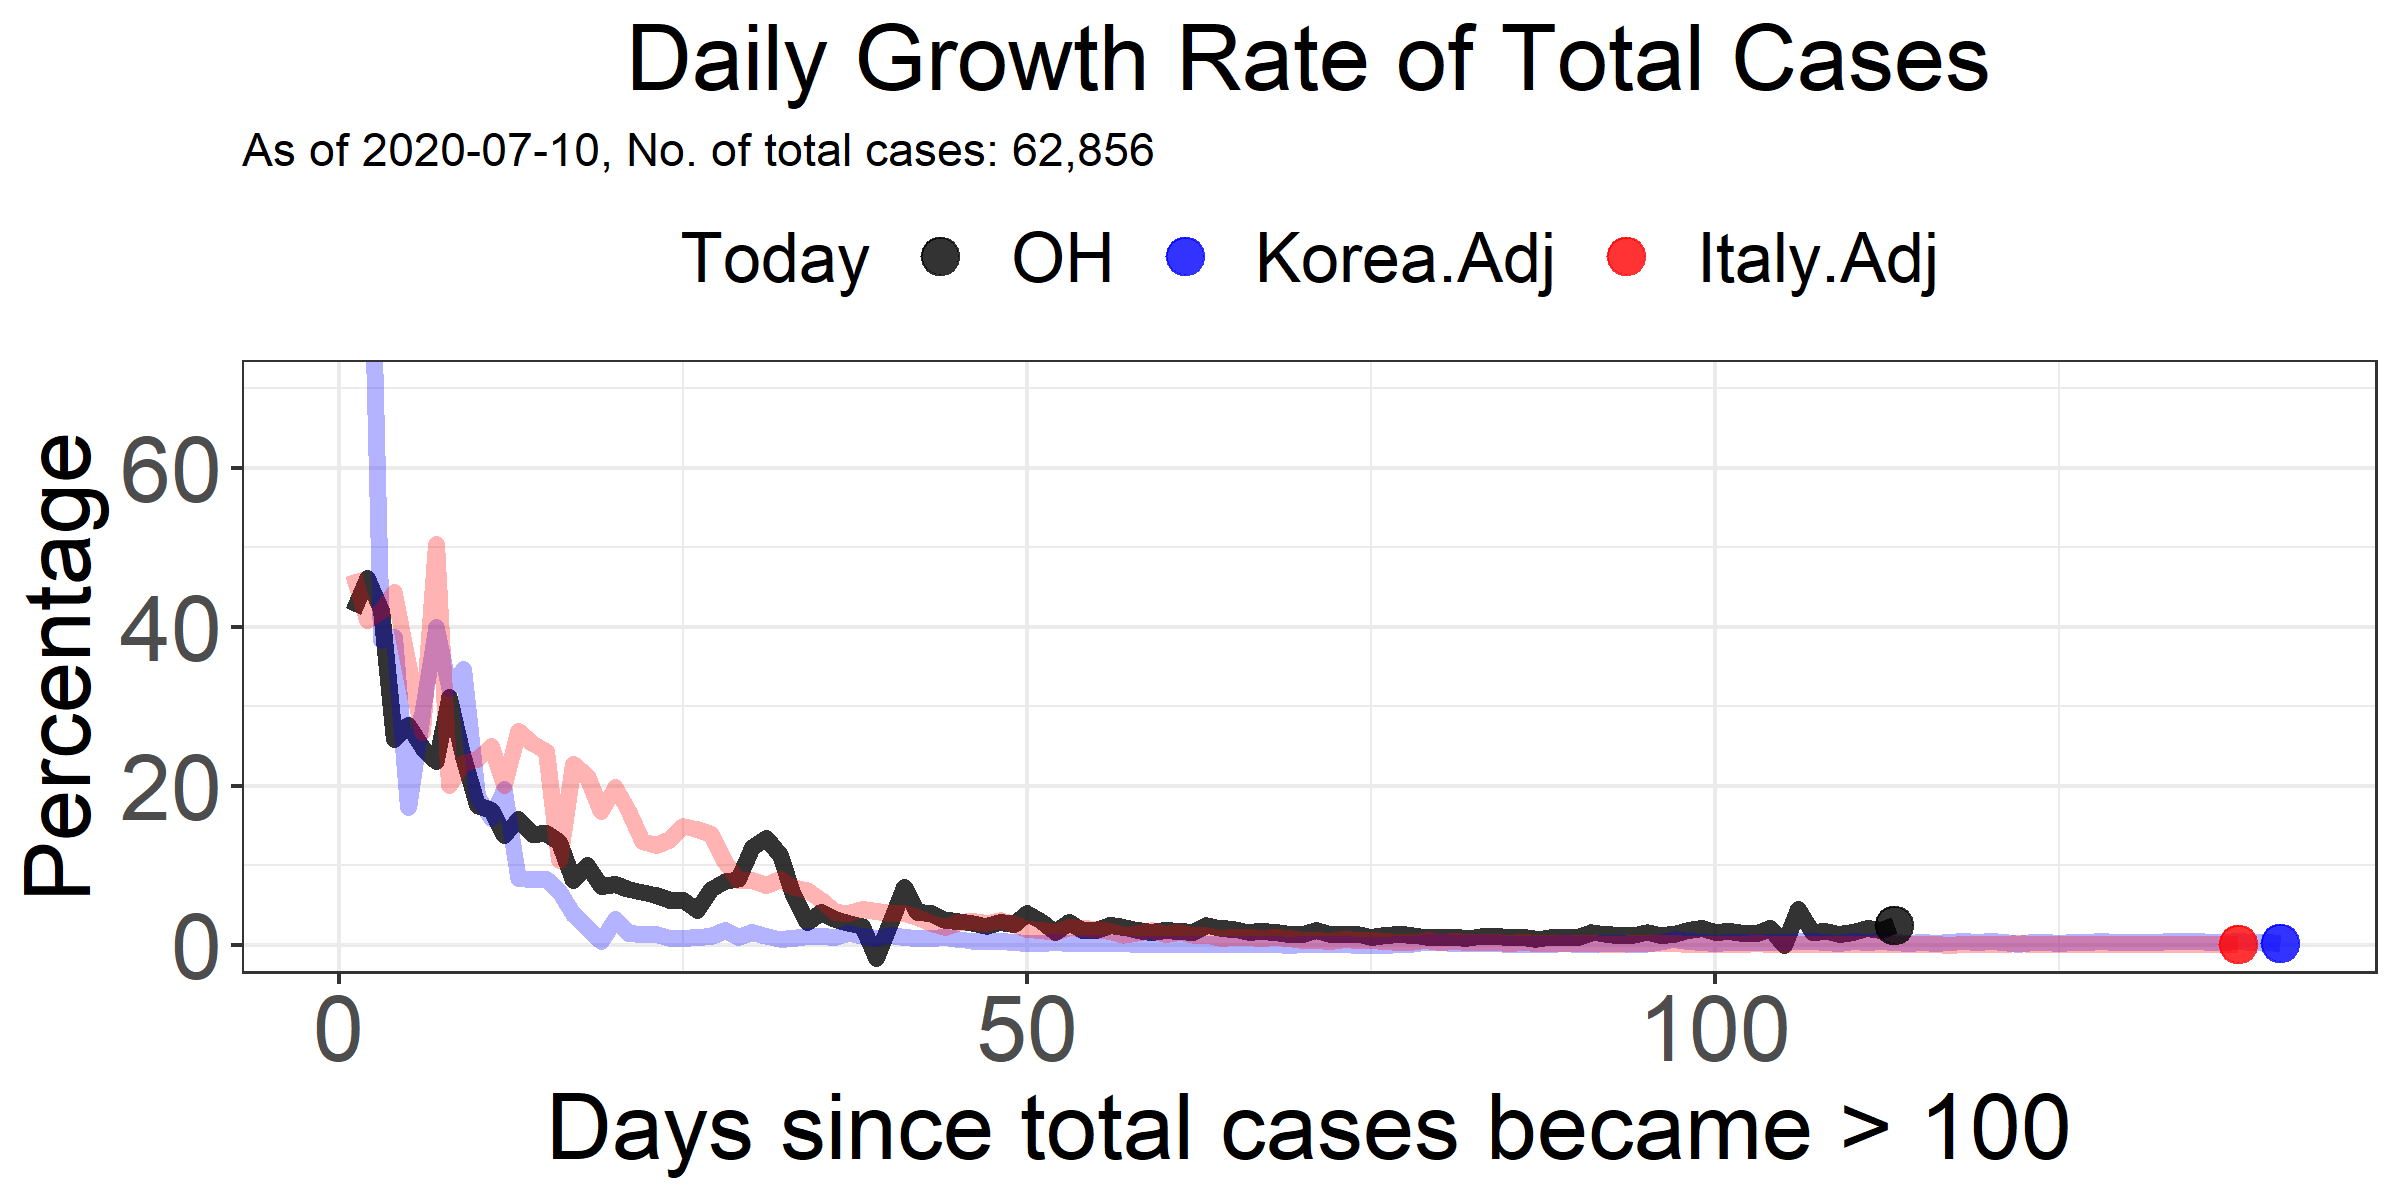 Daily Growth Rate of Total Cases
As of 2020-07-10, No. of total cases: 62,856
Today OH Korea.Adj Italy.Adj
Percentage
60
40
20
0
0 50 100
Days since total cases became > 100